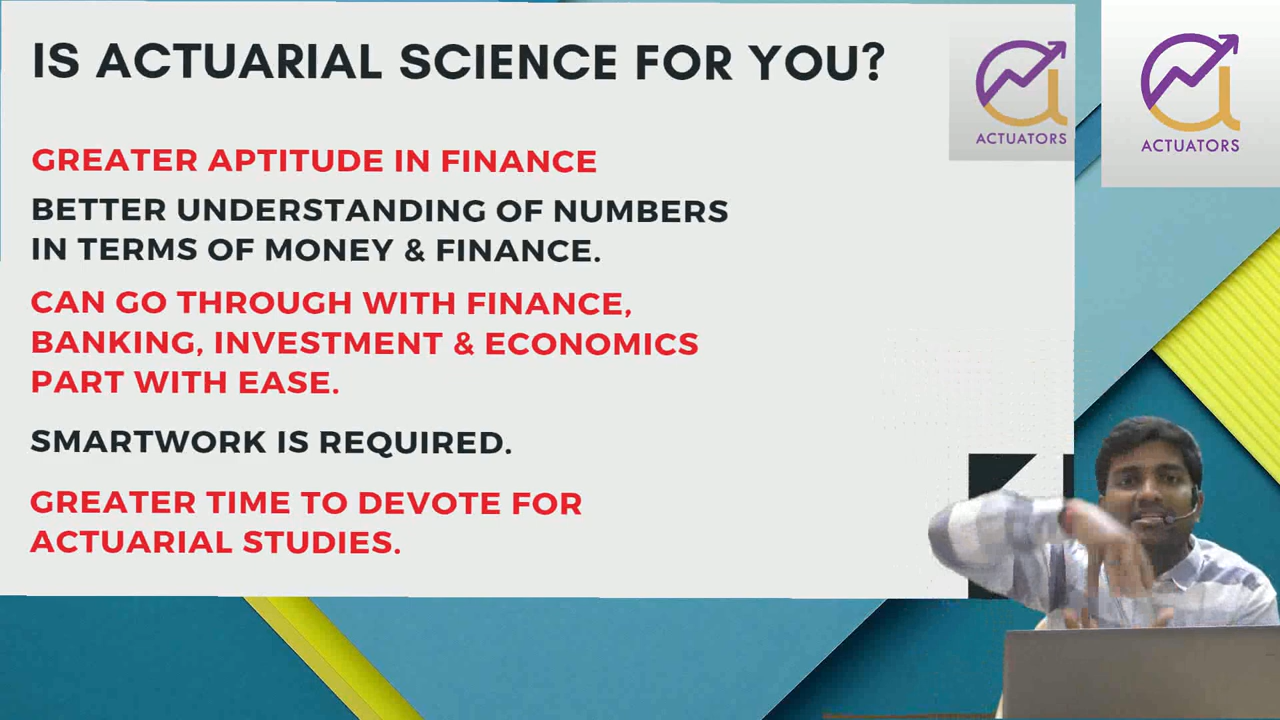 IS ACTUARIAL SCIENCE FOR YOU?
ACTUATORS
ACTUATORS
GREATER APTITUDE IN FINANCE
BETTER UNDERSTANDING OF NUMBERS
IN TERMS OF MONEY & FINANCE.
CAN GO THROUGH WITH FINANCE,
BANKING, INVESTMENT & ECONOMICS
PART WITH EASE.
SMARTWORK IS REQUIRED.
GREATER TIME TO DEVOTE FOR
ACTUARIAL STUDIES.